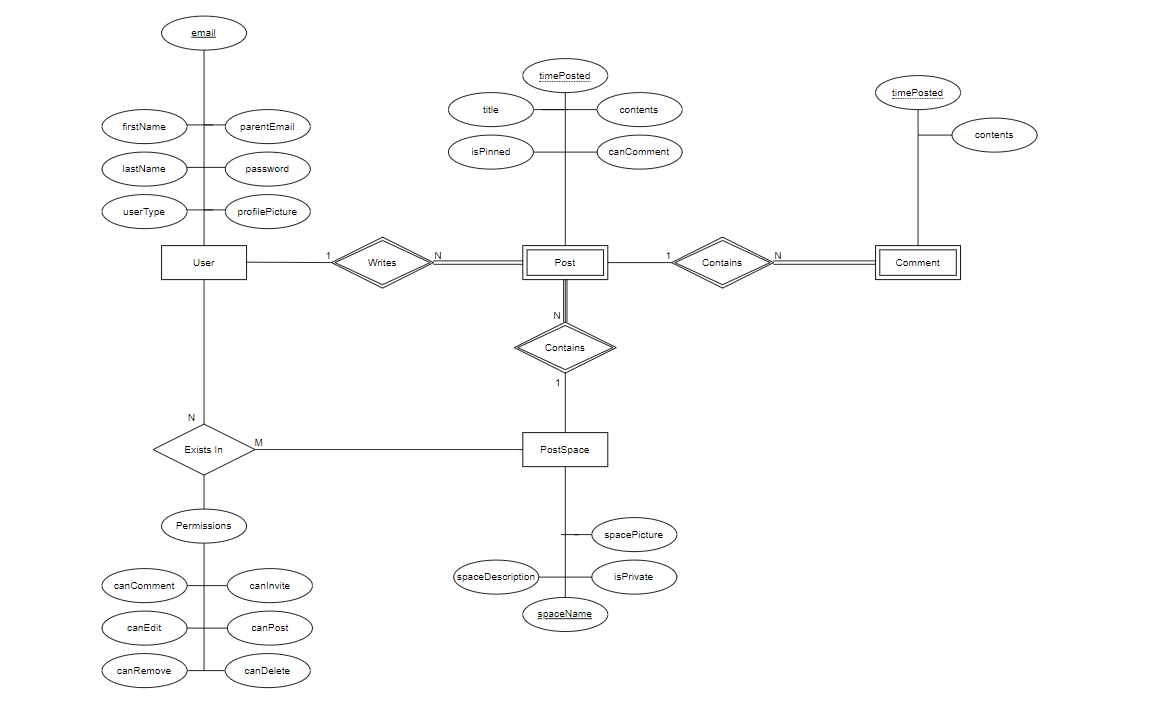 email
timePosted
timePosted
title
contents
firstName
parentEmail
contents
isPinned
canComment
lastName
password
userType
profilePicture
User
1
Writes
N
Post
1
Contains
N
Comment
N
Contains
1
N
Exists In
M
PostSpace
Permissions
spacePicture
spaceDescription
isPrivate
canComment
canInvite
spaceName
canEdit
canPost
canRemove
canDelete